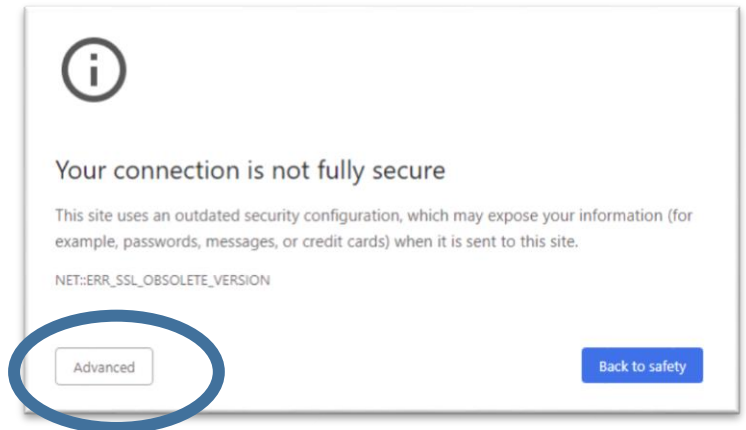 Your connection is not fully secure
This site uses an outdated security configuration, which may expose your information (for
example, passwords, messages, or credit cards) when it is sent to this site.
NET::ERR_SSL_OBSOLETE_VERSION
Advanced
Back to safety